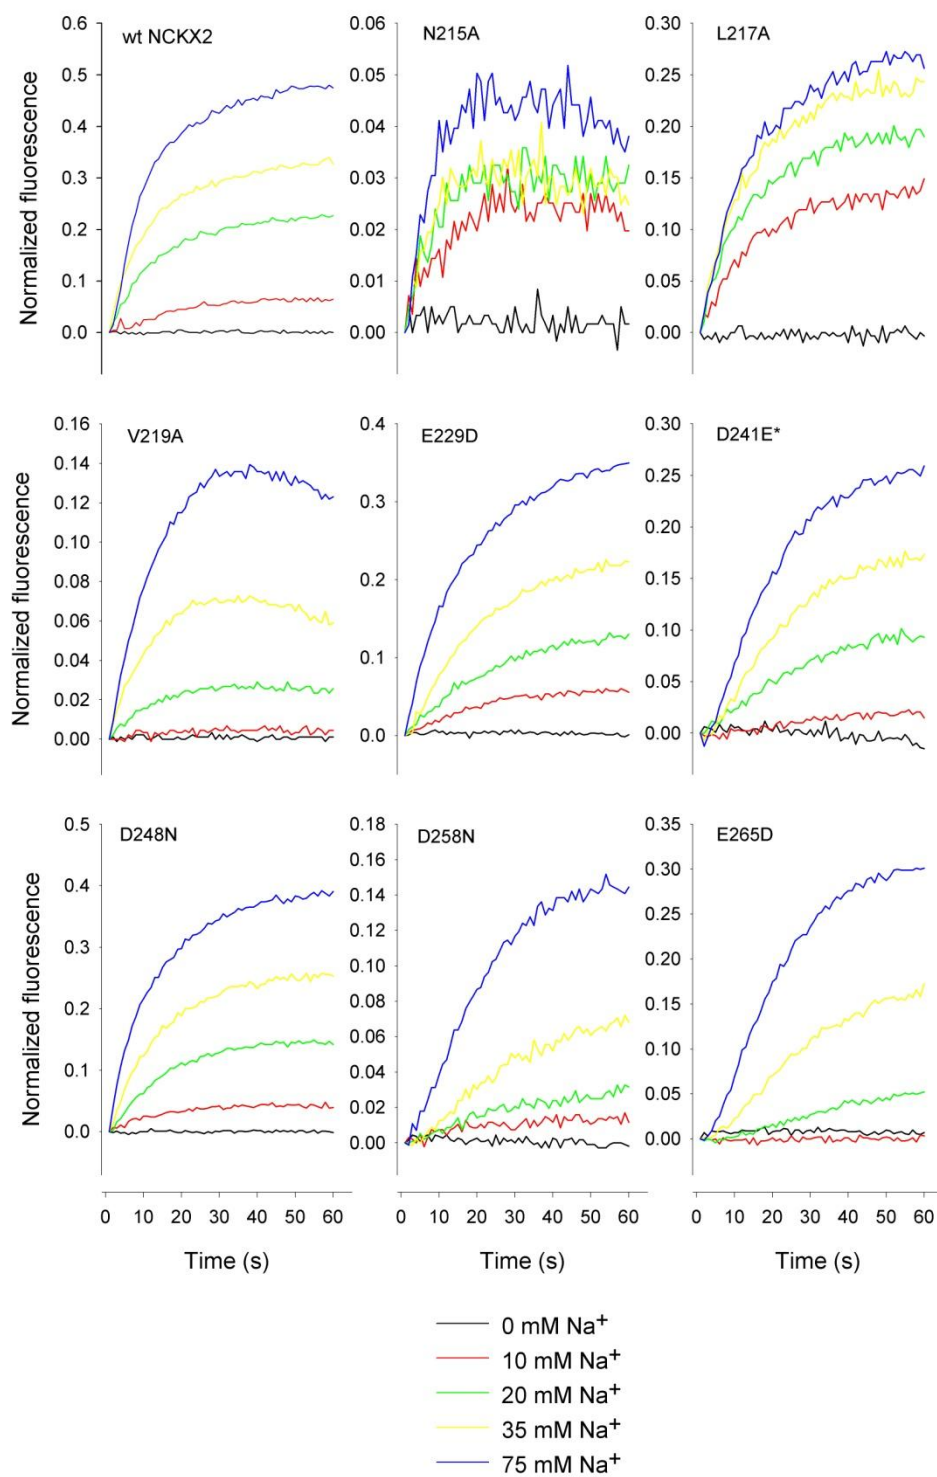 wt NCKX2
N215A
L217A
Normalized fluorescence
0.6
0.5
0.4
0.3
0.2
0.1
0.0
0.06
0.05
0.04
0.03
0.02
0.01
0.00
0.30
0.25
0.20
0.15
0.10
0.05
0.00
V219A
E229D
D241E*
Normalized fluorescence
0.16
0.14
0.12
0.10
0.08
0.06
0.04
0.02
0.00
0.4
0.3
0.2
0.1
0.0
0.30
0.25
0.20
0.15
0.10
0.05
0.00
D248N
D258N
E265D
Normalized fluorescence
0.5
0.4
0.3
0.2
0.1
0.0
0.18
0.16
0.14
0.12
0.10
0.08
0.06
0.04
0.02
0.00
0.35
0.30
0.25
0.20
0.15
0.10
0.05
0.00
0 10 20 30 40 50 60
0 10 20 30 40 50 60
0 10 20 30 40 50 60
Time (s)
Time (s)
Time (s)
0 mM Na⁺
10 mM Na⁺
20 mM Na⁺
35 mM Na⁺
75 mM Na⁺